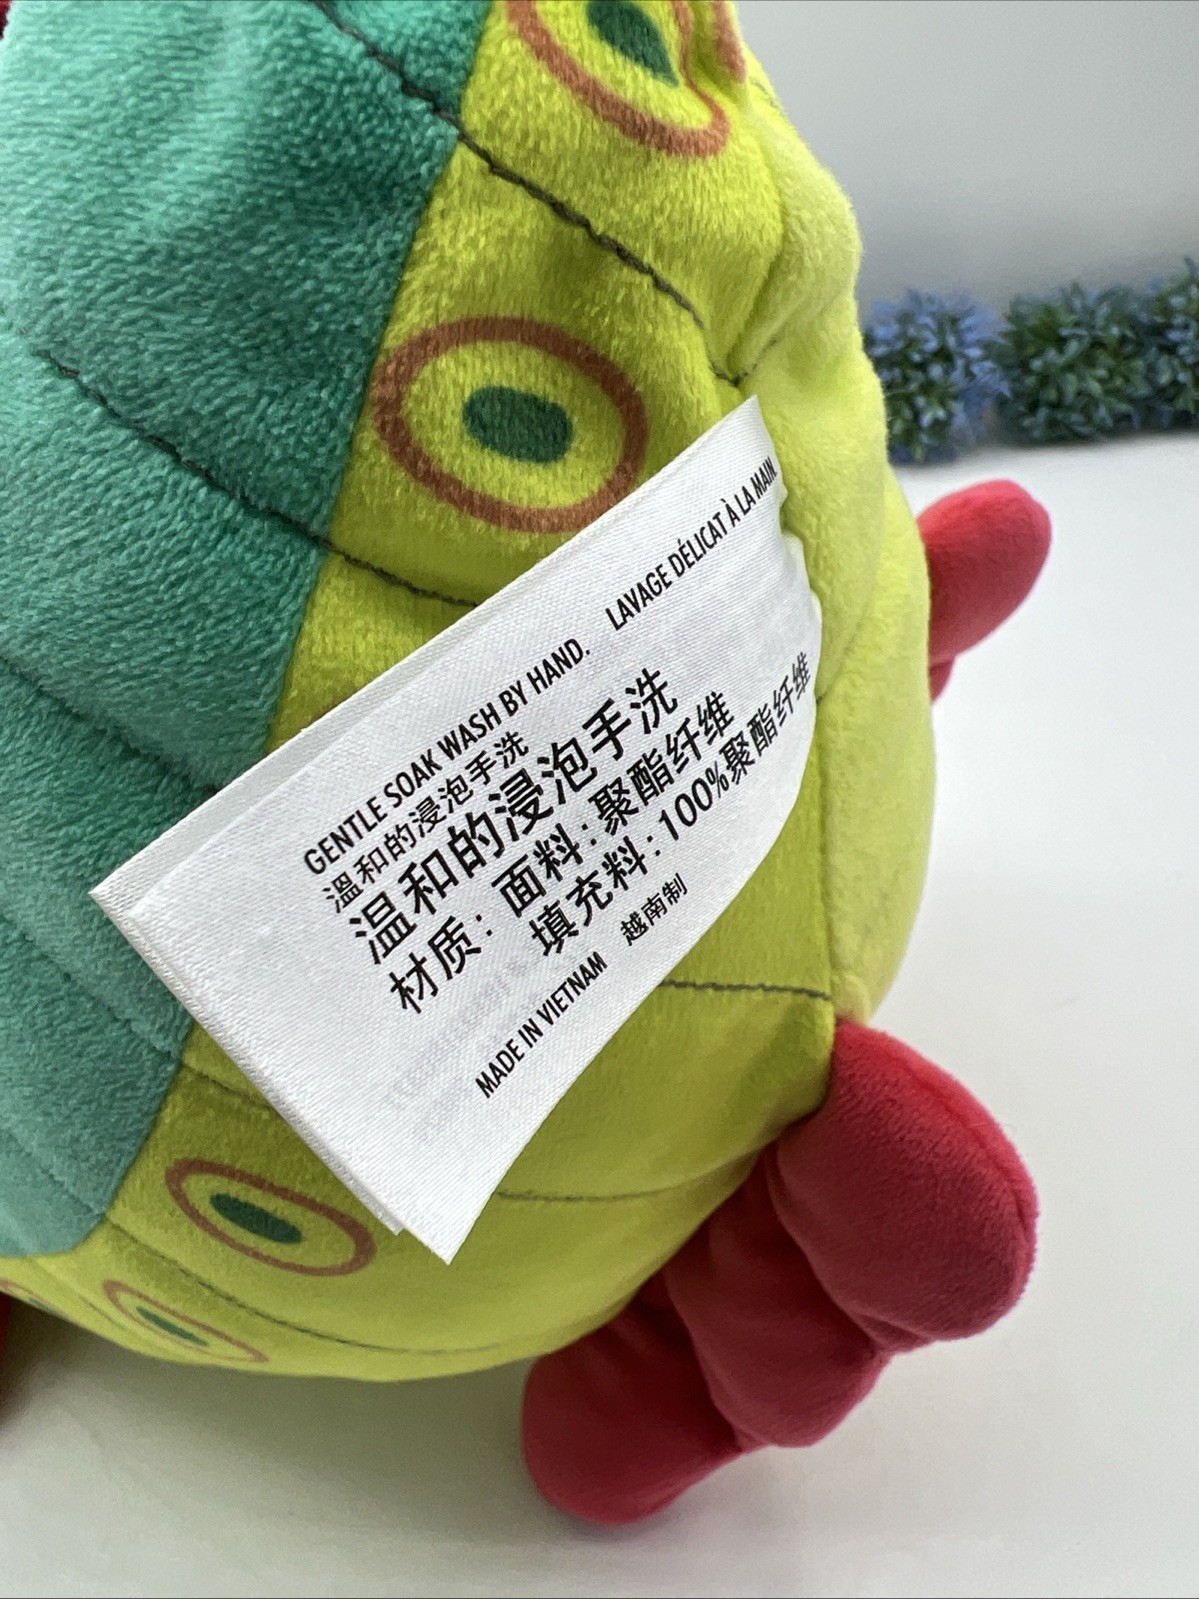 GENTLE SOAK WASH BY HAND. LAVAGE DÉLICAT À LA MAIN.
溫和的浸泡手洗
温和的浸泡手洗
材质：面料：聚酯纤维
填充料：100%聚酯纤维
MADE IN VIETNAM 越南制